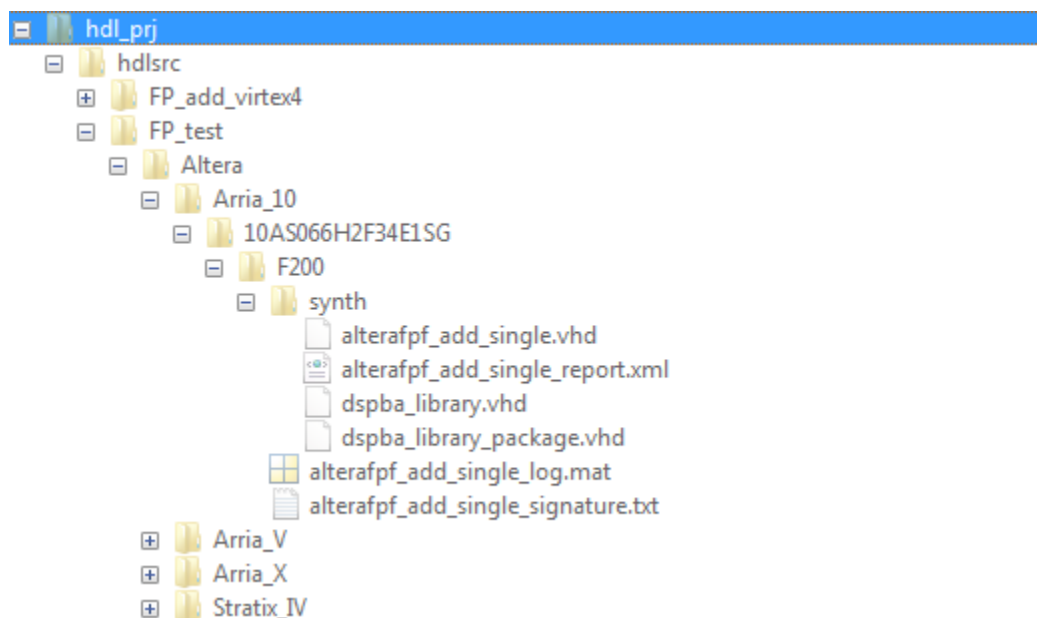 hdl_prj
hdlsrc
FP_add_virtex4
FP_test
Altera
Arria_10
10AS066H2F34E1SG
F200
synth
alterafpf_add_single.vhd
alterafpf_add_single_report.xml
dspba_library.vhd
dspba_library_package.vhd
alterafpf_add_single_log.mat
alterafpf_add_single_signature.txt
Arria_V
Arria_X
Stratix_IV